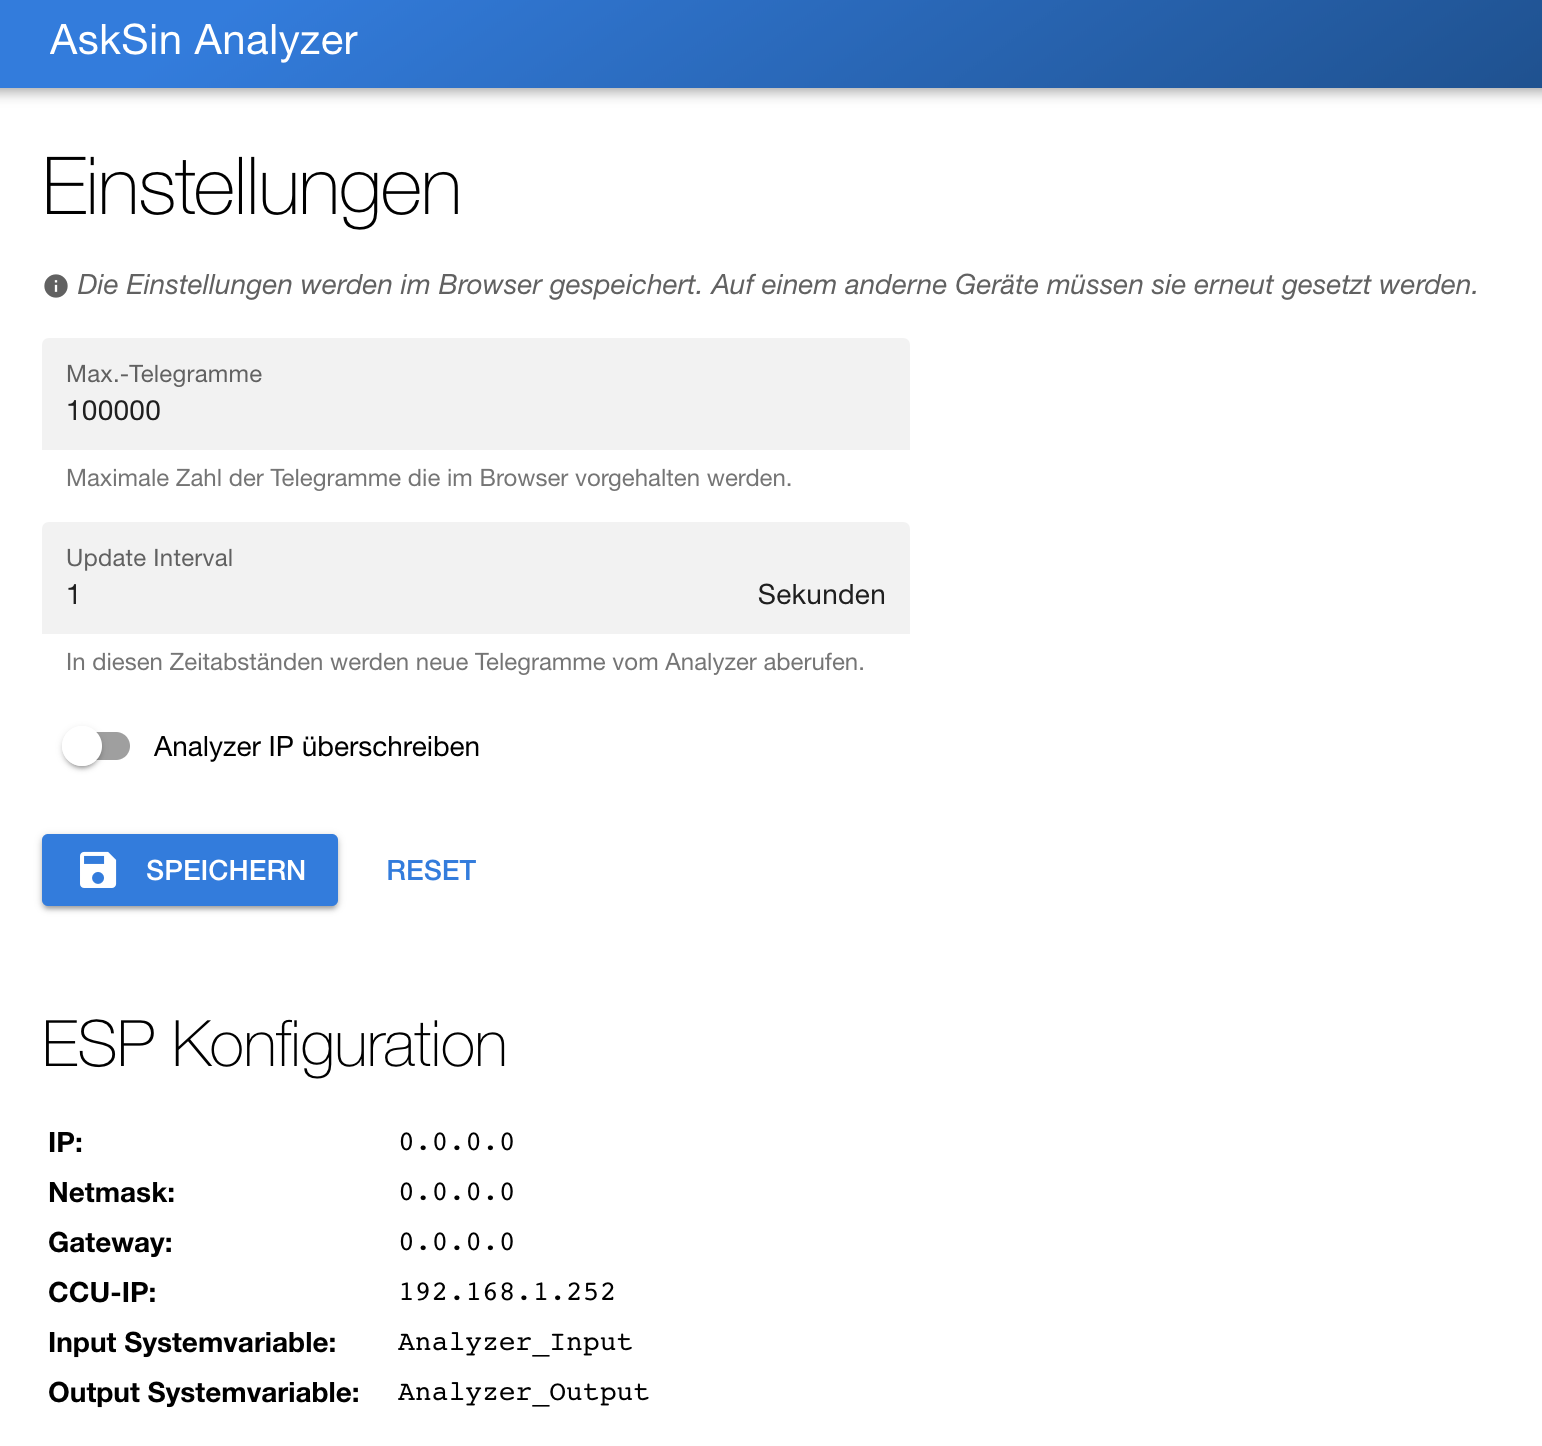 AskSin Analyzer
Einstellungen
Die Einstellungen werden im Browser gespeichert. Auf einem anderne Geräte müssen sie erneut gesetzt werden.
Max.-Telegramme
100000
Maximale Zahl der Telegramme die im Browser vorgehalten werden.
Update Interval
1 Sekunden
In diesen Zeitabständen werden neue Telegramme vom Analyzer aberufen.
Analyzer IP überschreiben
SPEICHERN RESET
ESP Konfiguration
IP: 0.0.0.0
Netmask: 0.0.0.0
Gateway: 0.0.0.0
CCU-IP: 192.168.1.252
Input Systemvariable: Analyzer_Input
Output Systemvariable: Analyzer_Output